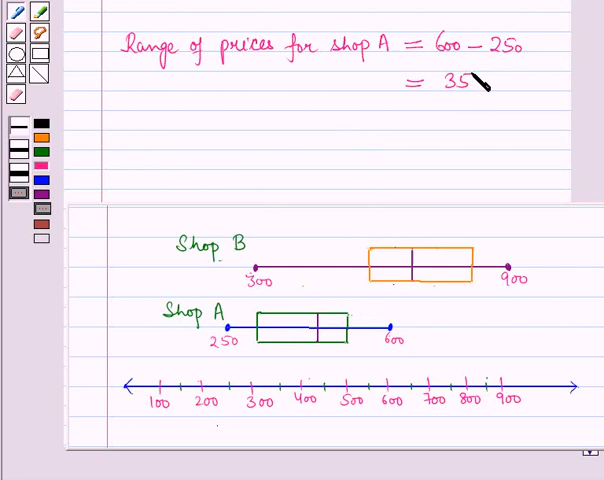 Range of prices for shop A = 600 - 250
= 35
Shop B
300 900
Shop A
250 600
100 200 300 400 500 600 700 800 900